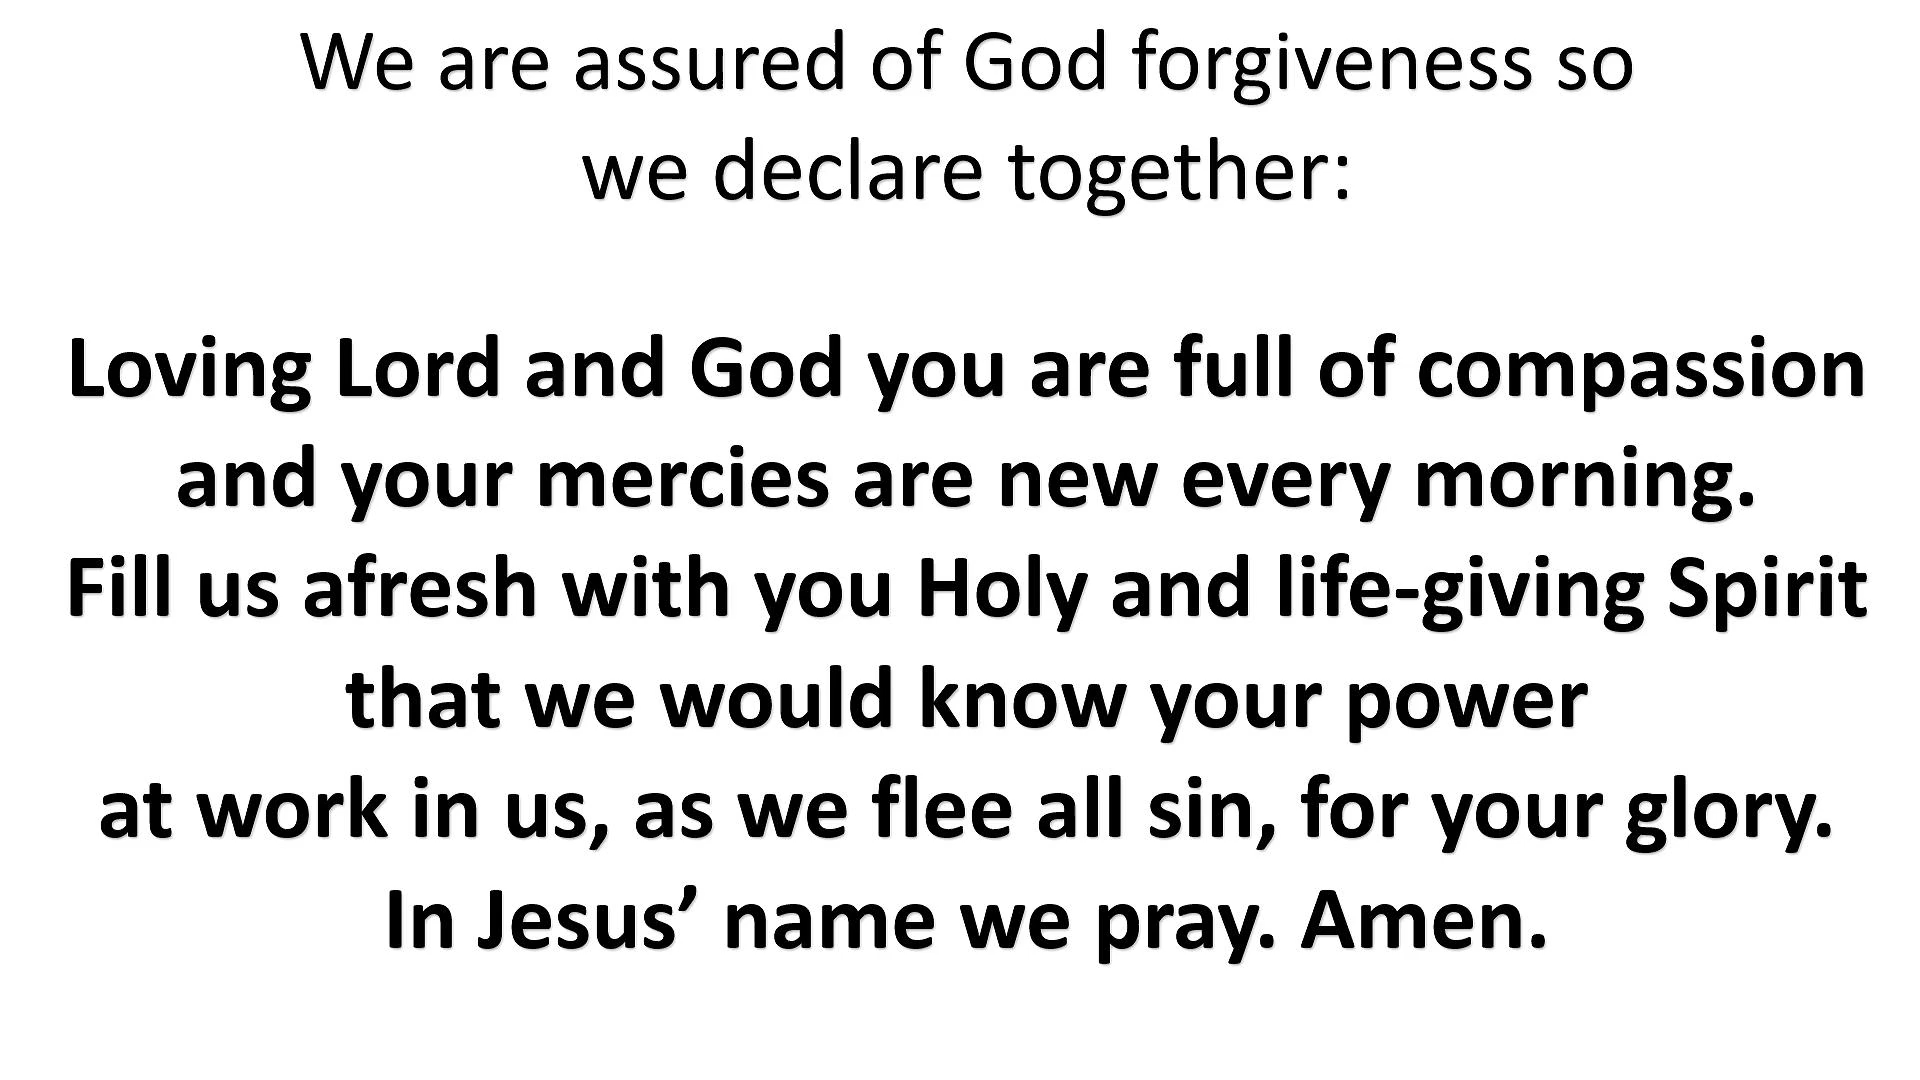 We are assured of God forgiveness so
we declare together:
Loving Lord and God you are full of compassion
and your mercies are new every morning.
Fill us afresh with you Holy and life-giving Spirit
that we would know your power
at work in us, as we flee all sin, for your glory.
In Jesus’ name we pray. Amen.